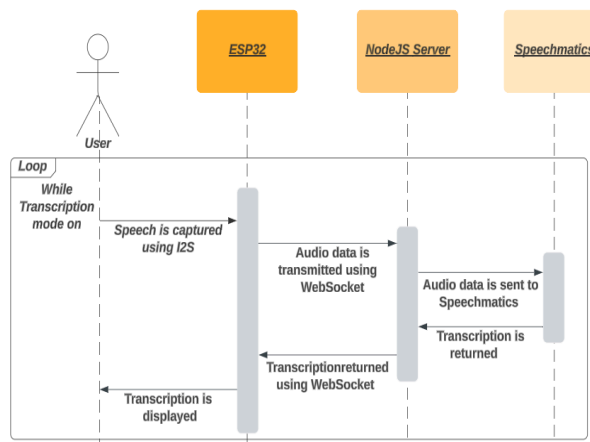 ESP32
NodeJS Server
Speechmatics
User
Loop
While
Transcription
mode on
Speech is captured
using I2S
Audio data is
transmitted using
WebSocket
Audio data is sent to
Speechmatics
Transcription is
returned
Transcriptionreturned
using WebSocket
Transcription is
displayed